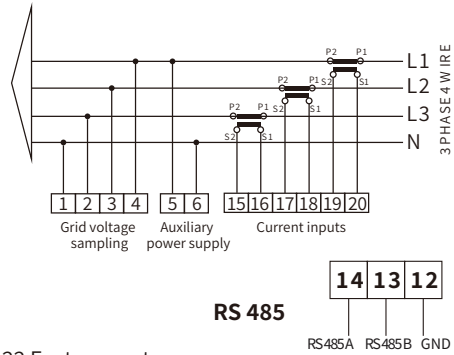 P2 P1
L1
P2 P1 S2 S1
L2
P2 P1 S2 S1
L3
S2 S1
N
3 PHASE 4 WIRE
1 2 3 4 5 6 15 16 17 18 19 20
Grid voltage sampling
Auxiliary power supply
Current inputs
14 13 12
RS 485
RS485A RS485B GND